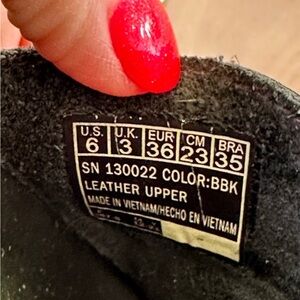 U.S. U.K. EUR CM BRA
6 3 36 23 35
SN 130022 COLOR:BBK
LEATHER UPPER
MADE IN VIETNAM/HECHO EN VIETNAM